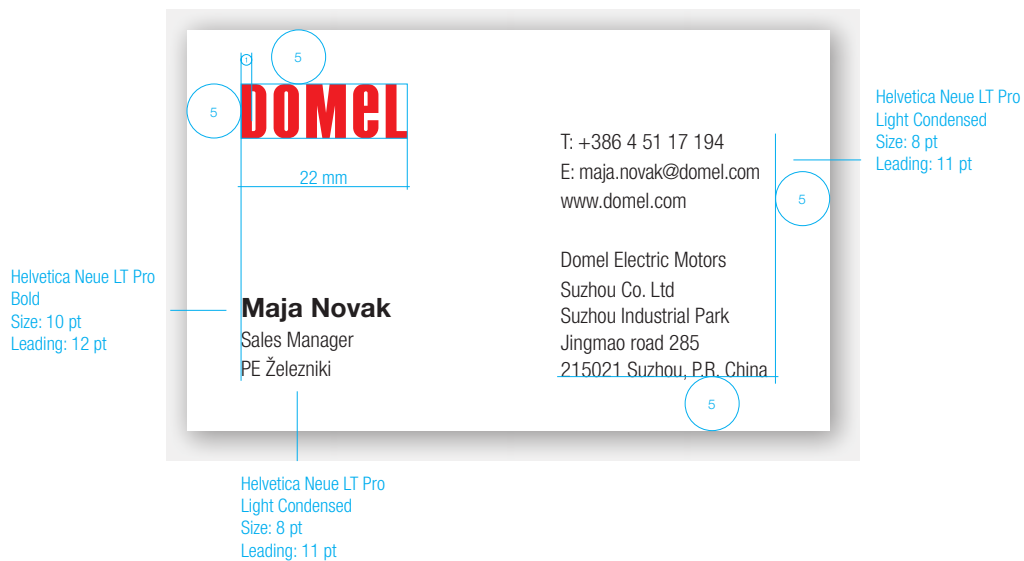 1
5
5
DOMEL
22 mm
T: +386 4 51 17 194
E: maja.novak@domel.com
www.domel.com
5
Helvetica Neue LT Pro
Light Condensed
Size: 8 pt
Leading: 11 pt
Domel Electric Motors
Suzhou Co. Ltd
Suzhou Industrial Park
Jingmao road 285
215021 Suzhou, P.R. China
5
Helvetica Neue LT Pro
Bold
Size: 10 pt
Leading: 12 pt
Maja Novak
Sales Manager
PE Železniki
Helvetica Neue LT Pro
Light Condensed
Size: 8 pt
Leading: 11 pt